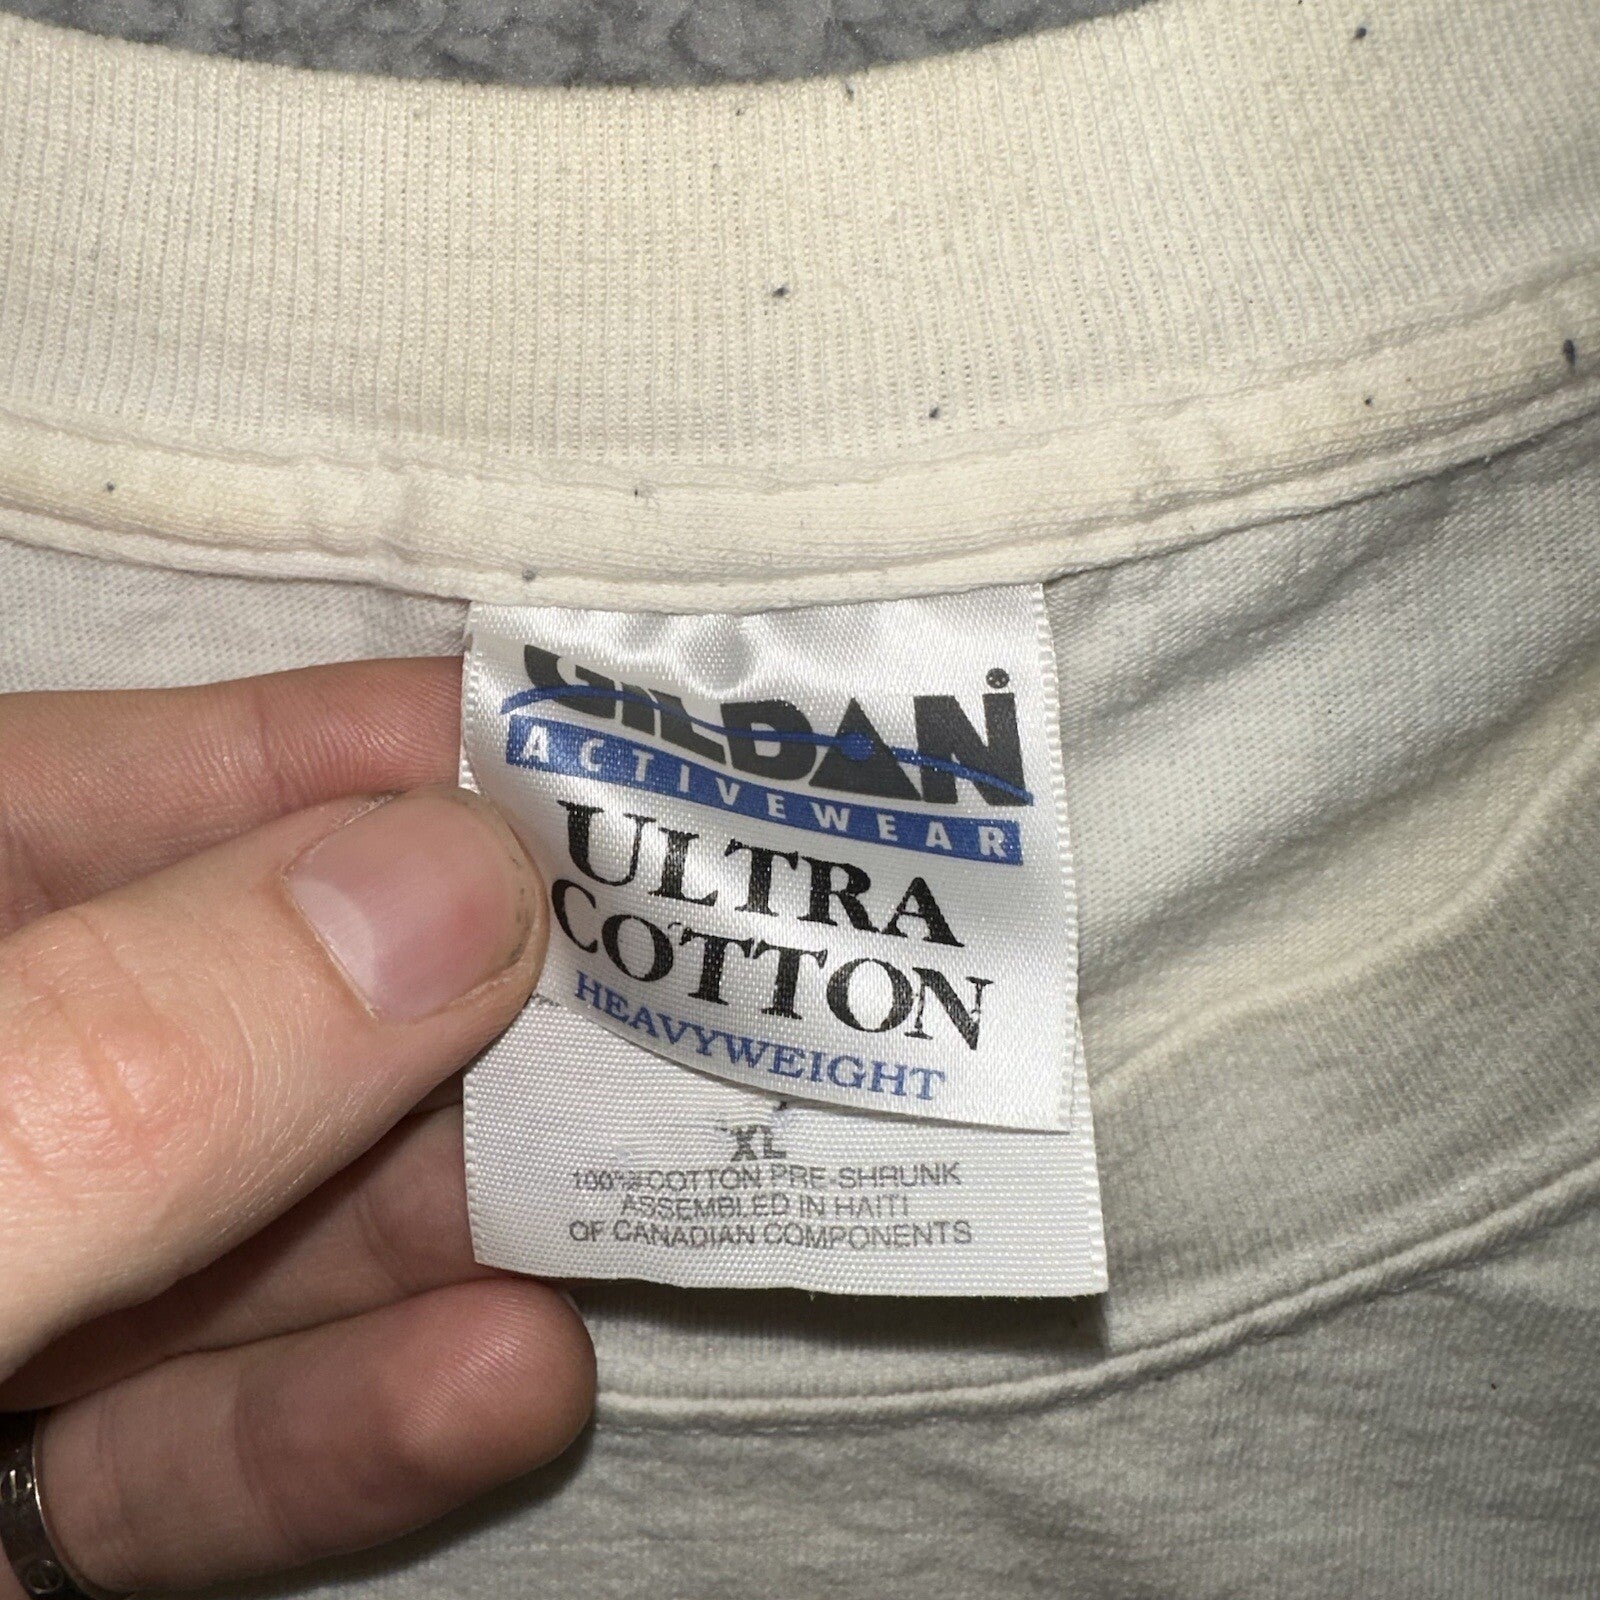 GILDAN®
ACTIVEWEAR
ULTRA
COTTON
HEAVYWEIGHT
XL
100% COTTON PRE-SHRUNK
ASSEMBLED IN HAITI
OF CANADIAN COMPONENTS